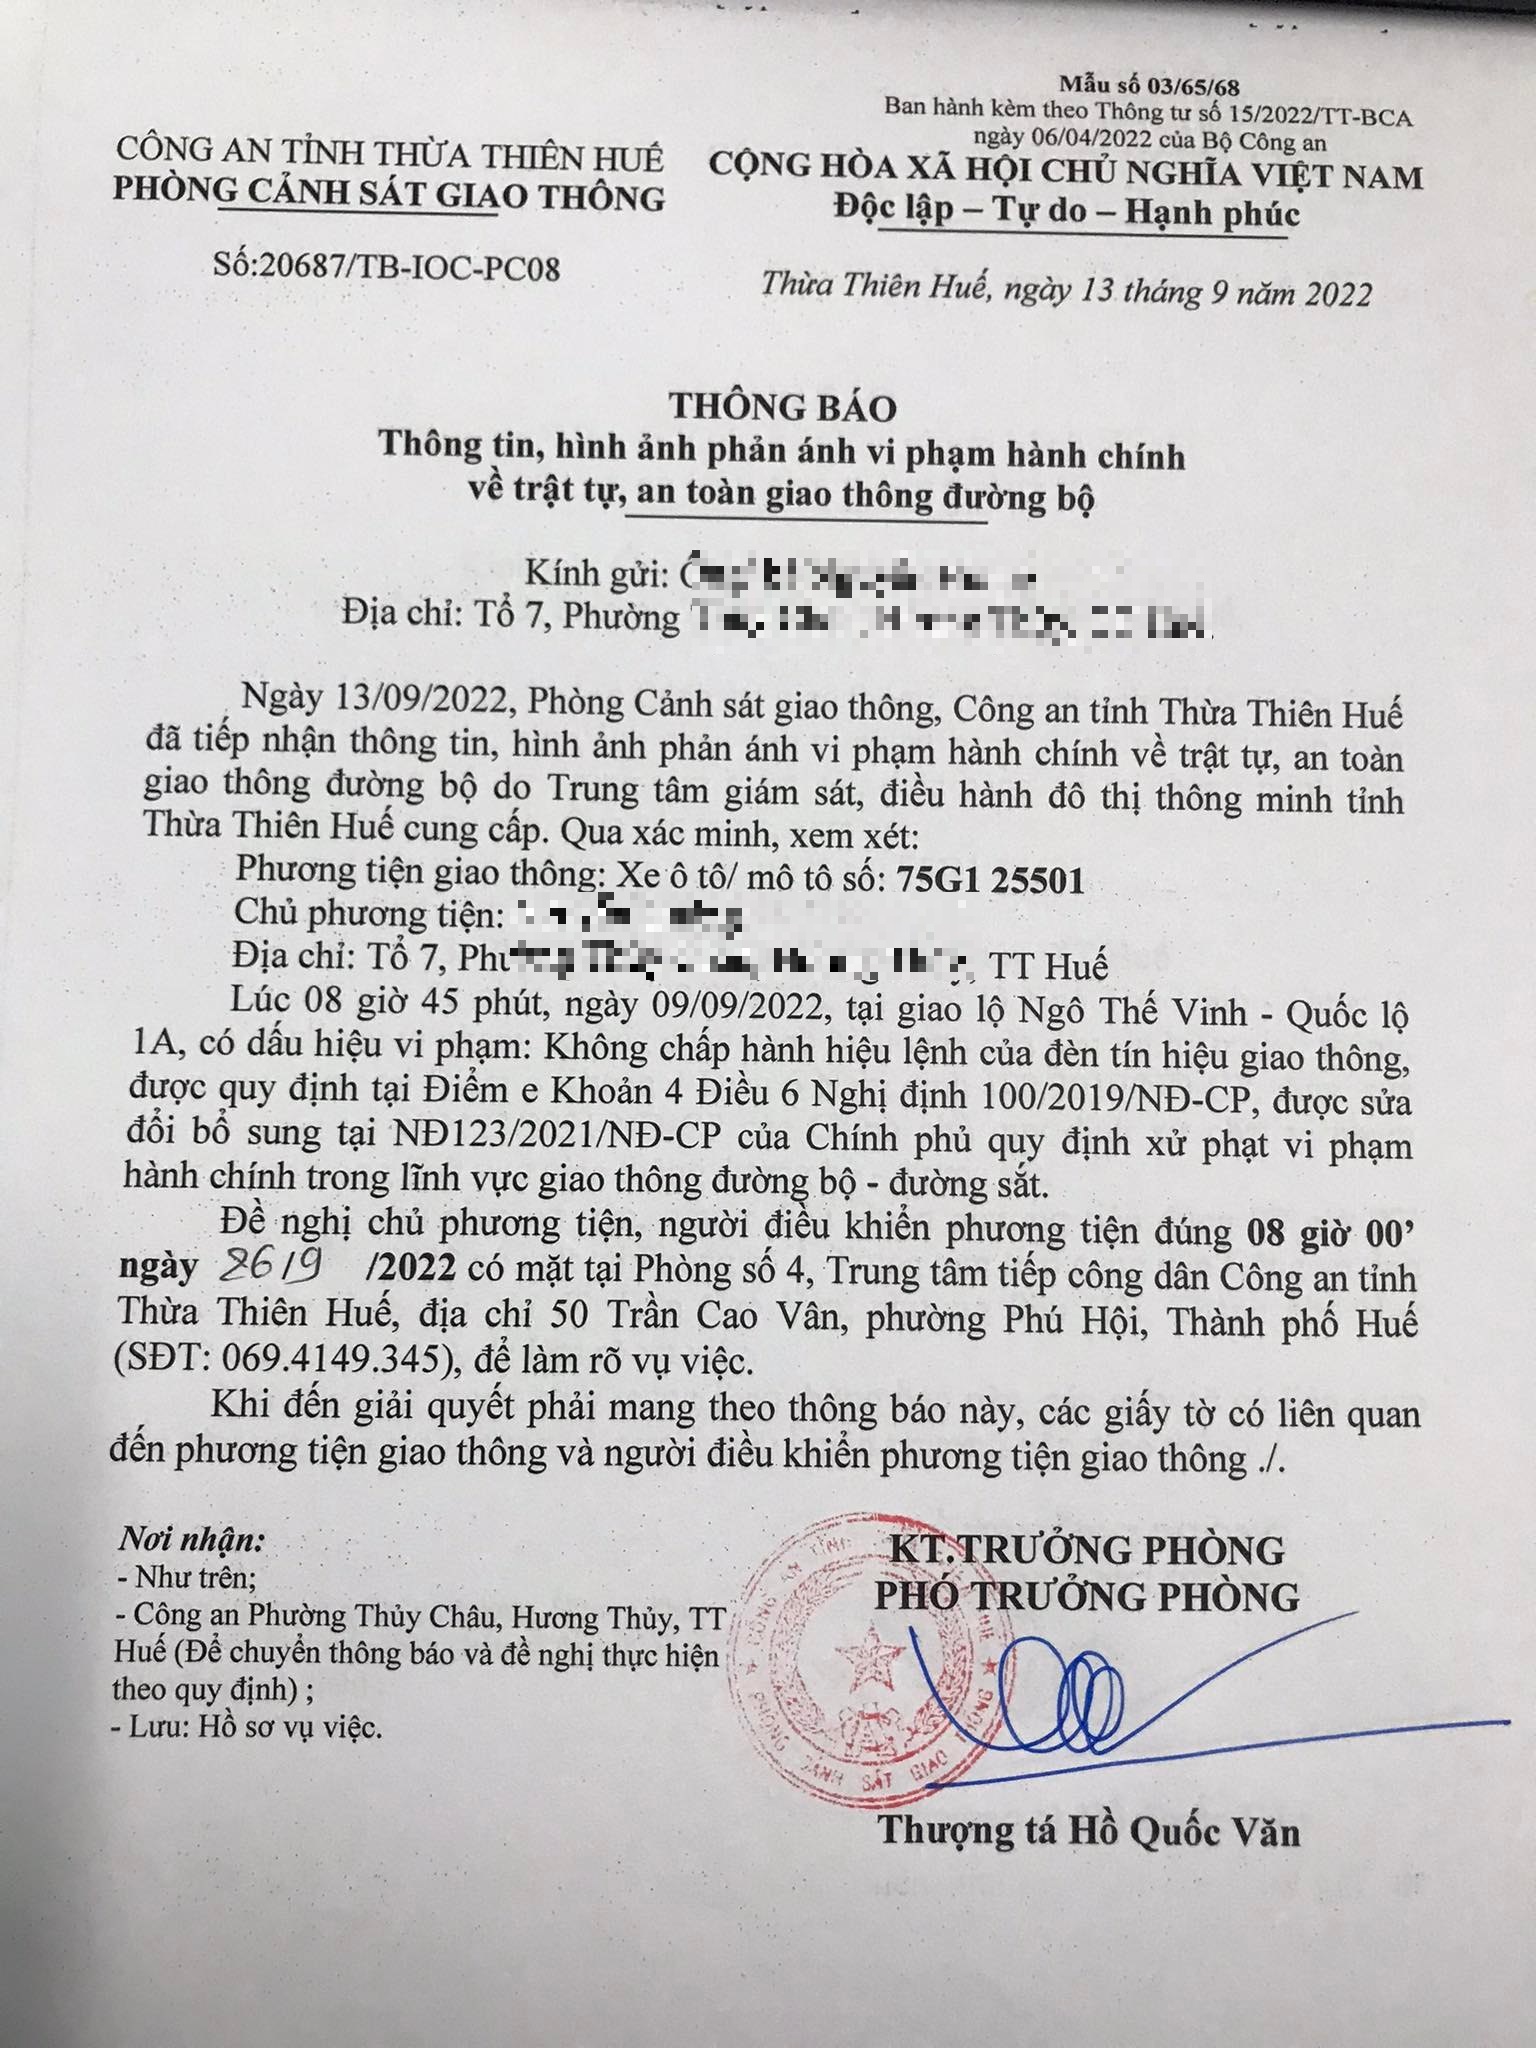 Mẫu số 03/65/68
Ban hành kèm theo Thông tư số 15/2022/TT-BCA
ngày 06/04/2022 của Bộ Công an
CÔNG AN TỈNH THỪA THIÊN HUẾ
PHÒNG CẢNH SÁT GIAO THÔNG
CỘNG HÒA XÃ HỘI CHỦ NGHĨA VIỆT NAM
Độc lập – Tự do – Hạnh phúc
Số:20687/TB-IOC-PC08
Thừa Thiên Huế, ngày 13 tháng 9 năm 2022
THÔNG BÁO
Thông tin, hình ảnh phản ánh vi phạm hành chính
về trật tự, an toàn giao thông đường bộ
Kính gửi:
Địa chỉ: Tổ 7, Phường
Ngày 13/09/2022, Phòng Cảnh sát giao thông, Công an tỉnh Thừa Thiên Huế
đã tiếp nhận thông tin, hình ảnh phản ánh vi phạm hành chính về trật tự, an toàn
giao thông đường bộ do Trung tâm giám sát, điều hành đô thị thông minh tỉnh
Thừa Thiên Huế cung cấp. Qua xác minh, xem xét:
Phương tiện giao thông: Xe ô tô/ mô tô số: 75G1 25501
Chủ phương tiện:
Địa chỉ: Tổ 7, TT Huế
Lúc 08 giờ 45 phút, ngày 09/09/2022, tại giao lộ Ngô Thế Vinh - Quốc lộ
1A, có dấu hiệu vi phạm: Không chấp hành hiệu lệnh của đèn tín hiệu giao thông,
được quy định tại Điểm e Khoản 4 Điều 6 Nghị định 100/2019/NĐ-CP, được sửa
đổi bổ sung tại NĐ123/2021/NĐ-CP của Chính phủ quy định xử phạt vi phạm
hành chính trong lĩnh vực giao thông đường bộ - đường sắt.
Đề nghị chủ phương tiện, người điều khiển phương tiện đúng 08 giờ 00’
ngày 26/9 /2022 có mặt tại Phòng số 4, Trung tâm tiếp công dân Công an tỉnh
Thừa Thiên Huế, địa chỉ 50 Trần Cao Vân, phường Phú Hội, Thành phố Huế
(SĐT: 069.4149.345), để làm rõ vụ việc.
Khi đến giải quyết phải mang theo thông báo này, các giấy tờ có liên quan
đến phương tiện giao thông và người điều khiển phương tiện giao thông ./.
Nơi nhận:
- Như trên;
- Công an Phường Thủy Châu, Hương Thủy, TT
Huế (Để chuyển thông báo và đề nghị thực hiện
theo quy định) ;
- Lưu: Hồ sơ vụ việc.
KT.TRƯỞNG PHÒNG
PHÓ TRƯỞNG PHÒNG
Thượng tá Hồ Quốc Văn